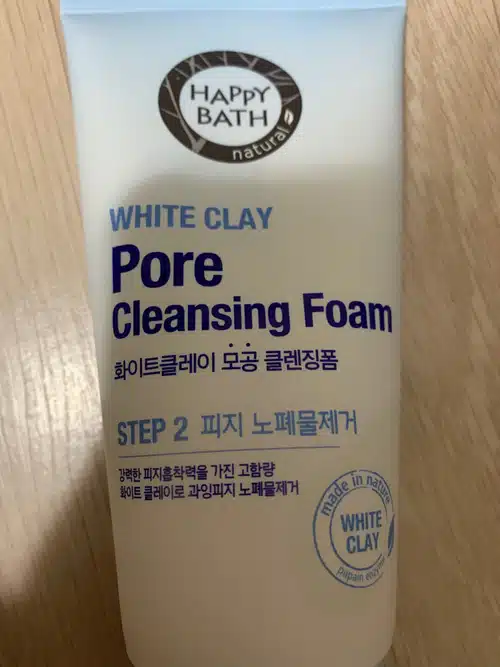 HAPPY
BATH
natural
WHITE CLAY
Pore
Cleansing Foam
화이트클레이 모공 클렌징폼
STEP 2 피지 노폐물제거
강력한 피지흡착력을 가진 고함량
화이트 클레이로 과잉피지 노폐물제거
made in nature
WHITE
CLAY